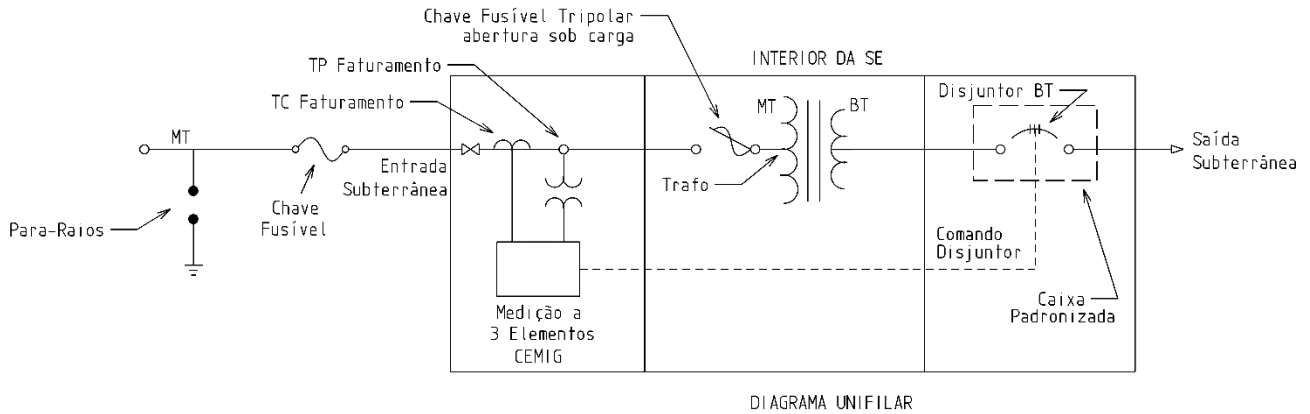 Chave Fusível Tripolar
abertura sob carga
INTERIOR DA SE
TP Faturamento
TC Faturamento
MT
BT
Disjuntor BT
MT
Entrada
Subterrânea
Trafo
Saída
Subterrânea
Chave
Fusível
Para-Raios
Comando
Disjuntor
Caixa
Padronizada
Medição a
3 Elementos
CEMIG
DIAGRAMA UNIFILAR